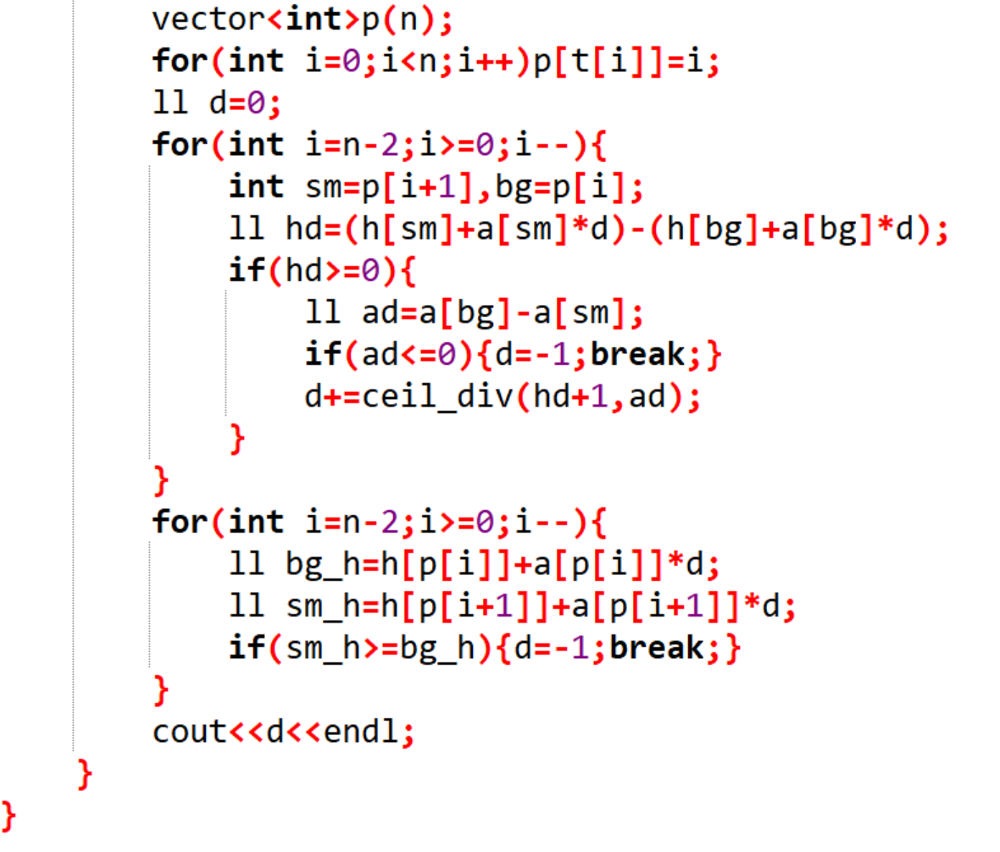 vector<int>p(n);
for(int i=0;i<n;i++)p[t[i]]=i;
ll d=0;
for(int i=n-2;i>=0;i--){
int sm=p[i+1],bg=p[i];
ll hd=(h[sm]+a[sm]*d)-(h[bg]+a[bg]*d);
if(hd>=0){
ll ad=a[bg]-a[sm];
if(ad<=0){d=-1;break;}
d+=ceil_div(hd+1,ad);
}
}
for(int i=n-2;i>=0;i--){
ll bg_h=h[p[i]]+a[p[i]]*d;
ll sm_h=h[p[i+1]]+a[p[i+1]]*d;
if(sm_h>=bg_h){d=-1;break;}
}
cout<<d<<endl;
}
}